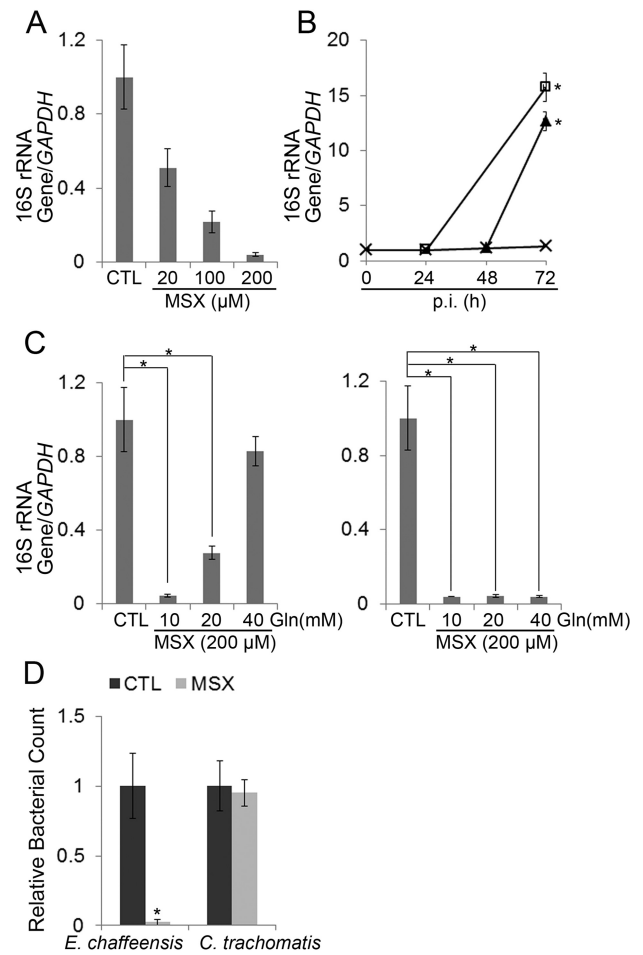 A
16S rRNA
Gene/GAPDH
1.2
0.8
0.4
0
CTL 20 100 200
MSX (µM)
B
16S rRNA
Gene/GAPDH
20
15
10
5
0
*
*
0 24 48 72
p.i. (h)
C
16S rRNA
Gene/GAPDH
1.2
0.8
0.4
0
*
*
CTL 10 20 40 Gln(mM)
MSX (200 µM)
1.2
0.8
0.4
0
*
*
*
CTL 10 20 40 Gln(mM)
MSX (200 µM)
D
CTL MSX
Relative Bacterial Count
1.5
1
0.5
0
*
E. chaffeensis C. trachomatis